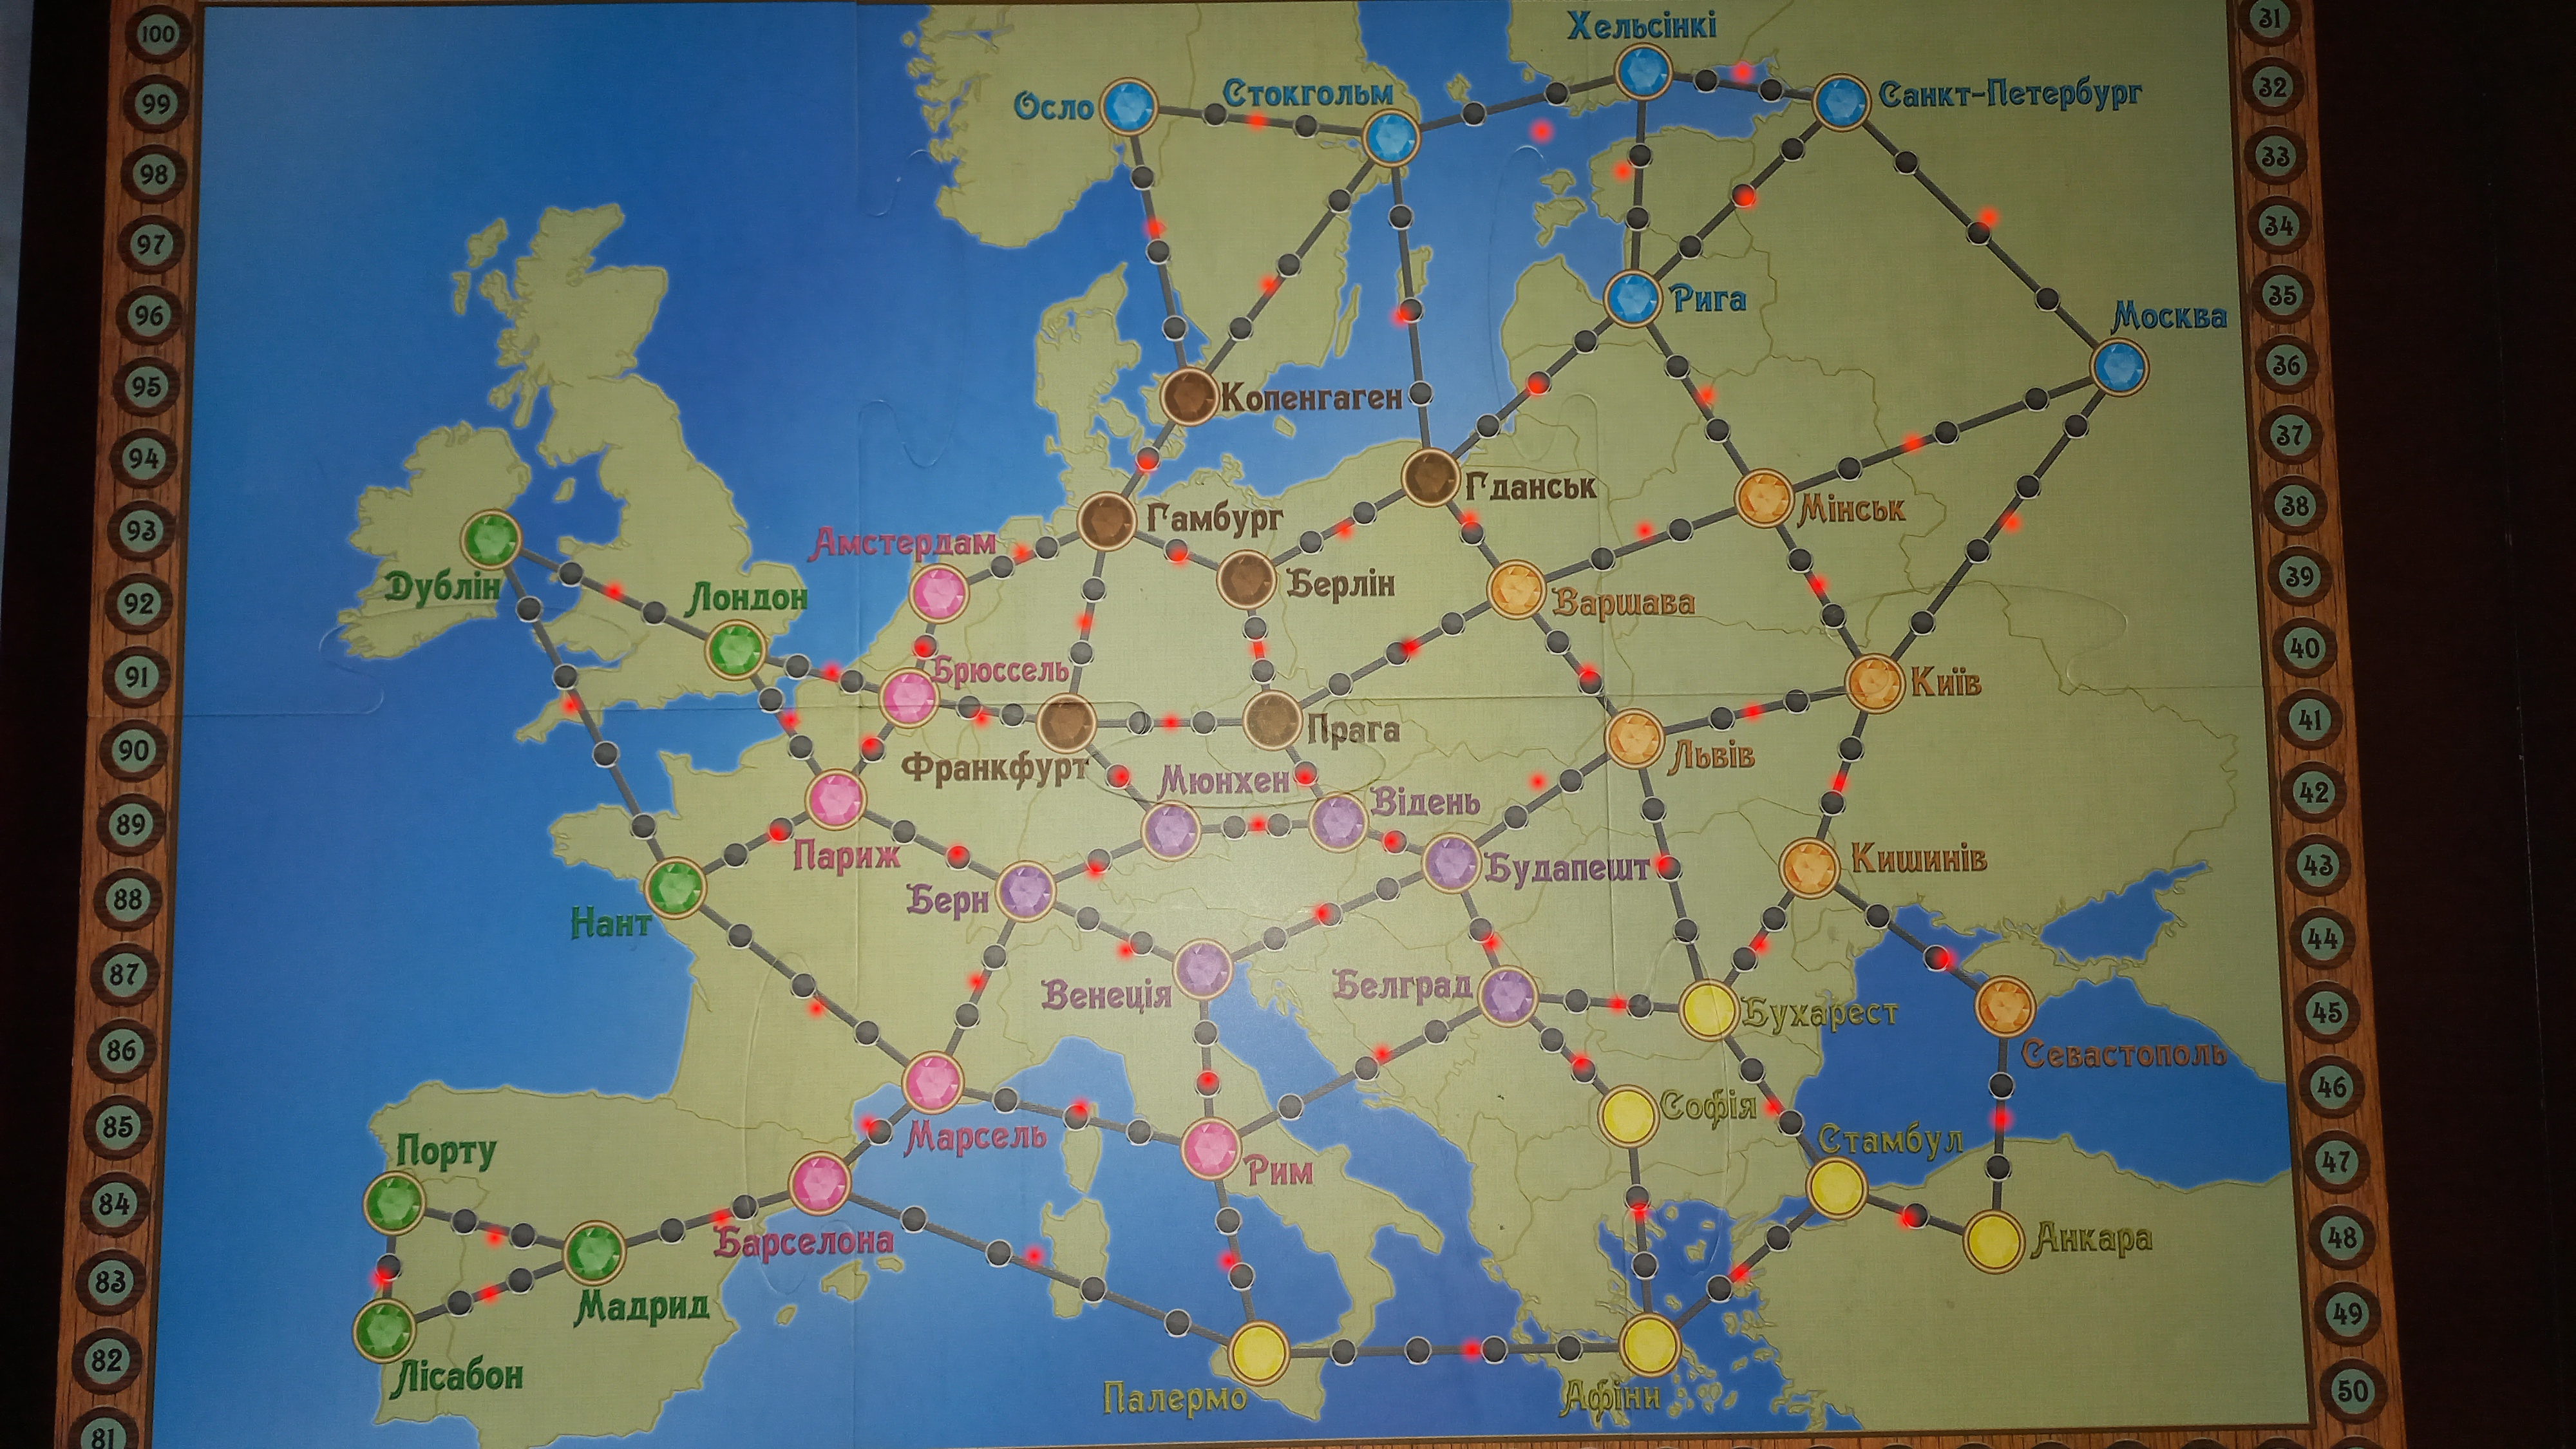 100
99
98
97
96
95
94
93
92
91
90
89
88
87
86
85
84
83
82
81
Хельсінкі
Осло
Стокгольм
Санкт-Петербург
Рига
Москва
Копенгаген
Гданськ
Мінськ
Гамбург
Амстердам
Берлін
Дублін
Лондон
Варшава
Брюссель
Київ
Прага
Львів
Франкфурт
Мюнхен
Відень
Париж
Будапешт
Кишинів
Берн
Нант
Венеція
Белград
Бухарест
Севастополь
Софія
Марсель
Стамбул
Порту
Рим
Барселона
Анкара
Мадрид
Лісабон
Палермо
Афіни
31
32
33
34
35
36
37
38
39
40
41
42
43
44
45
46
47
48
49
50